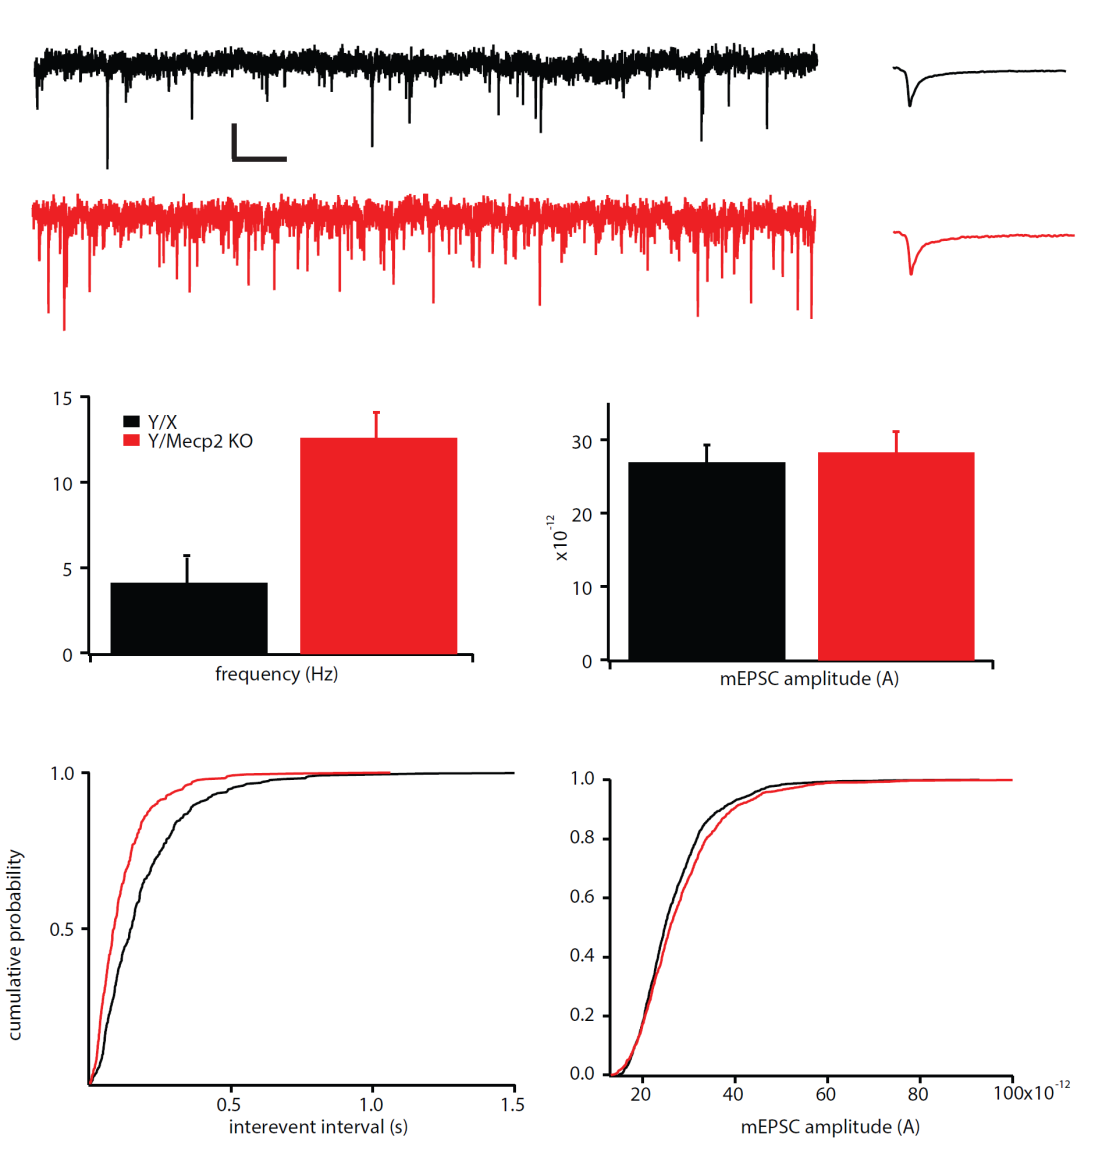 15
10
5
0
Y/X
Y/Mecp2 KO
frequency (Hz)
30
20
10
0
x10-12
mEPSC amplitude (A)
cumulative probability
1.0
0.5
0.5
1.0
1.5
interevent interval (s)
1.0
0.8
0.6
0.4
0.2
0.0
20
40
60
80
100x10-12
mEPSC amplitude (A)